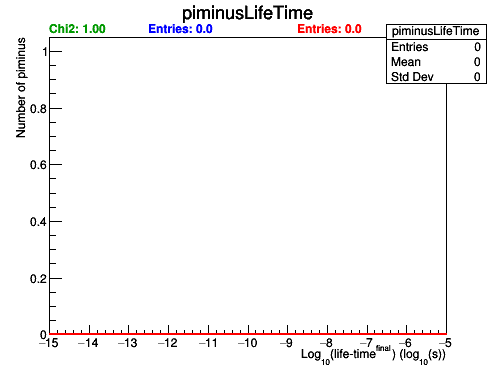 piminusLifeTime
Chi2: 1.00 Entries: 0.0 Entries: 0.0
piminusLifeTime
Entries 0
Mean 0
Std Dev 0
Number of piminus
1
0.8
0.6
0.4
0.2
0
−15 −14 −13 −12 −11 −10 −9 −8 −7 −6 −5
Log10(life-time^final) (log10(s))